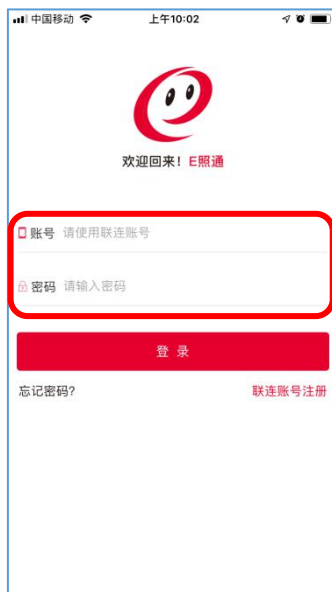 中国移动 上午10:02
欢迎回来！E照通
账号 请使用联连账号
密码 请输入密码
登 录
忘记密码? 联连账号注册